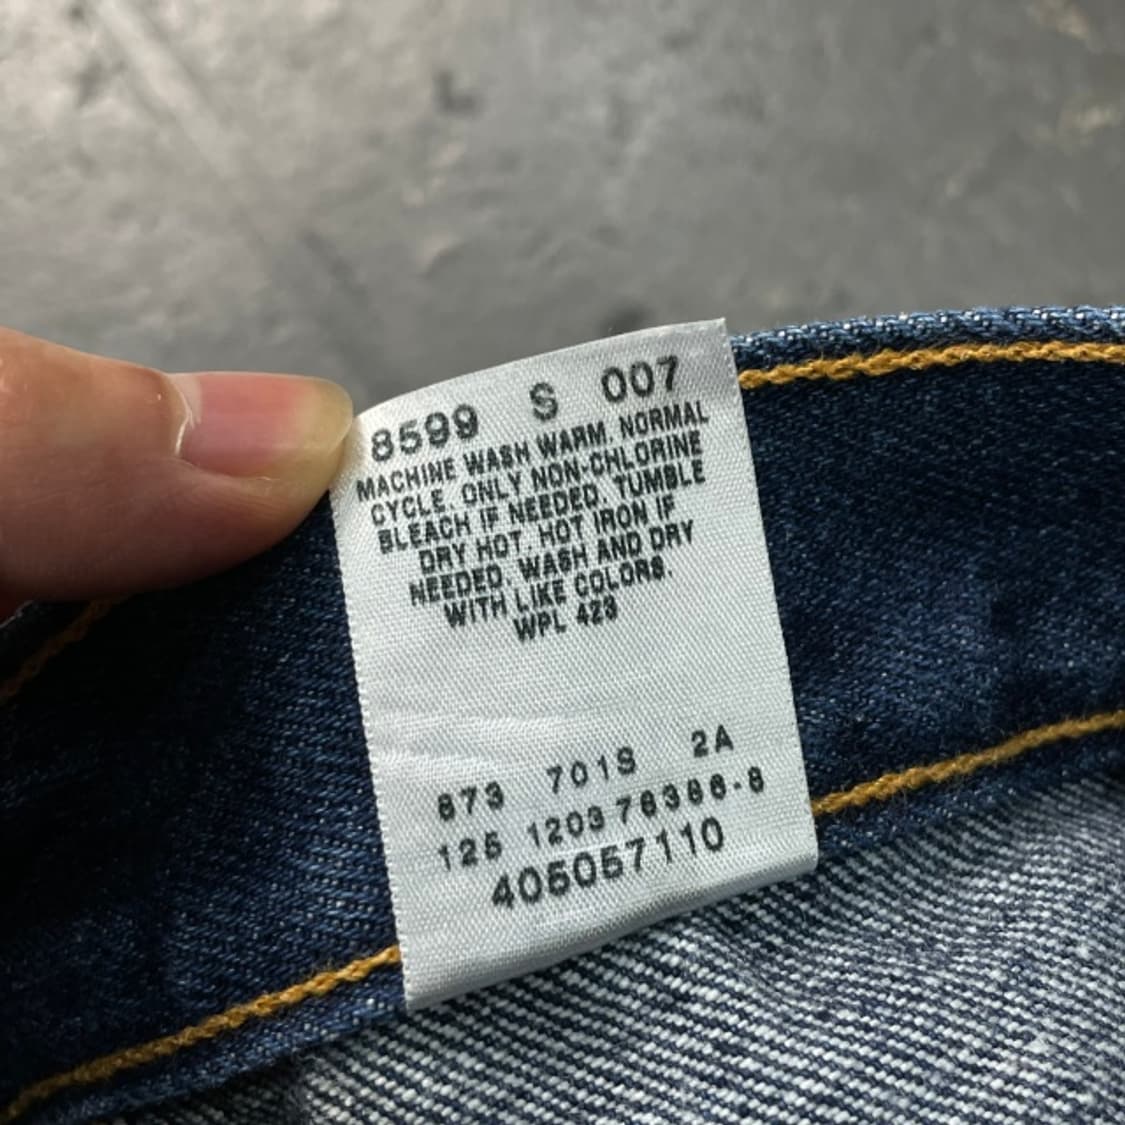 8599 S 007
MACHINE WASH WARM. NORMAL
CYCLE. ONLY NON-CHLORINE
BLEACH IF NEEDED. TUMBLE
DRY HOT. HOT IRON IF
NEEDED. WASH AND DRY
WITH LIKE COLORS.
WPL 423
873 701S 2A
125 1203 78386-8
405057110